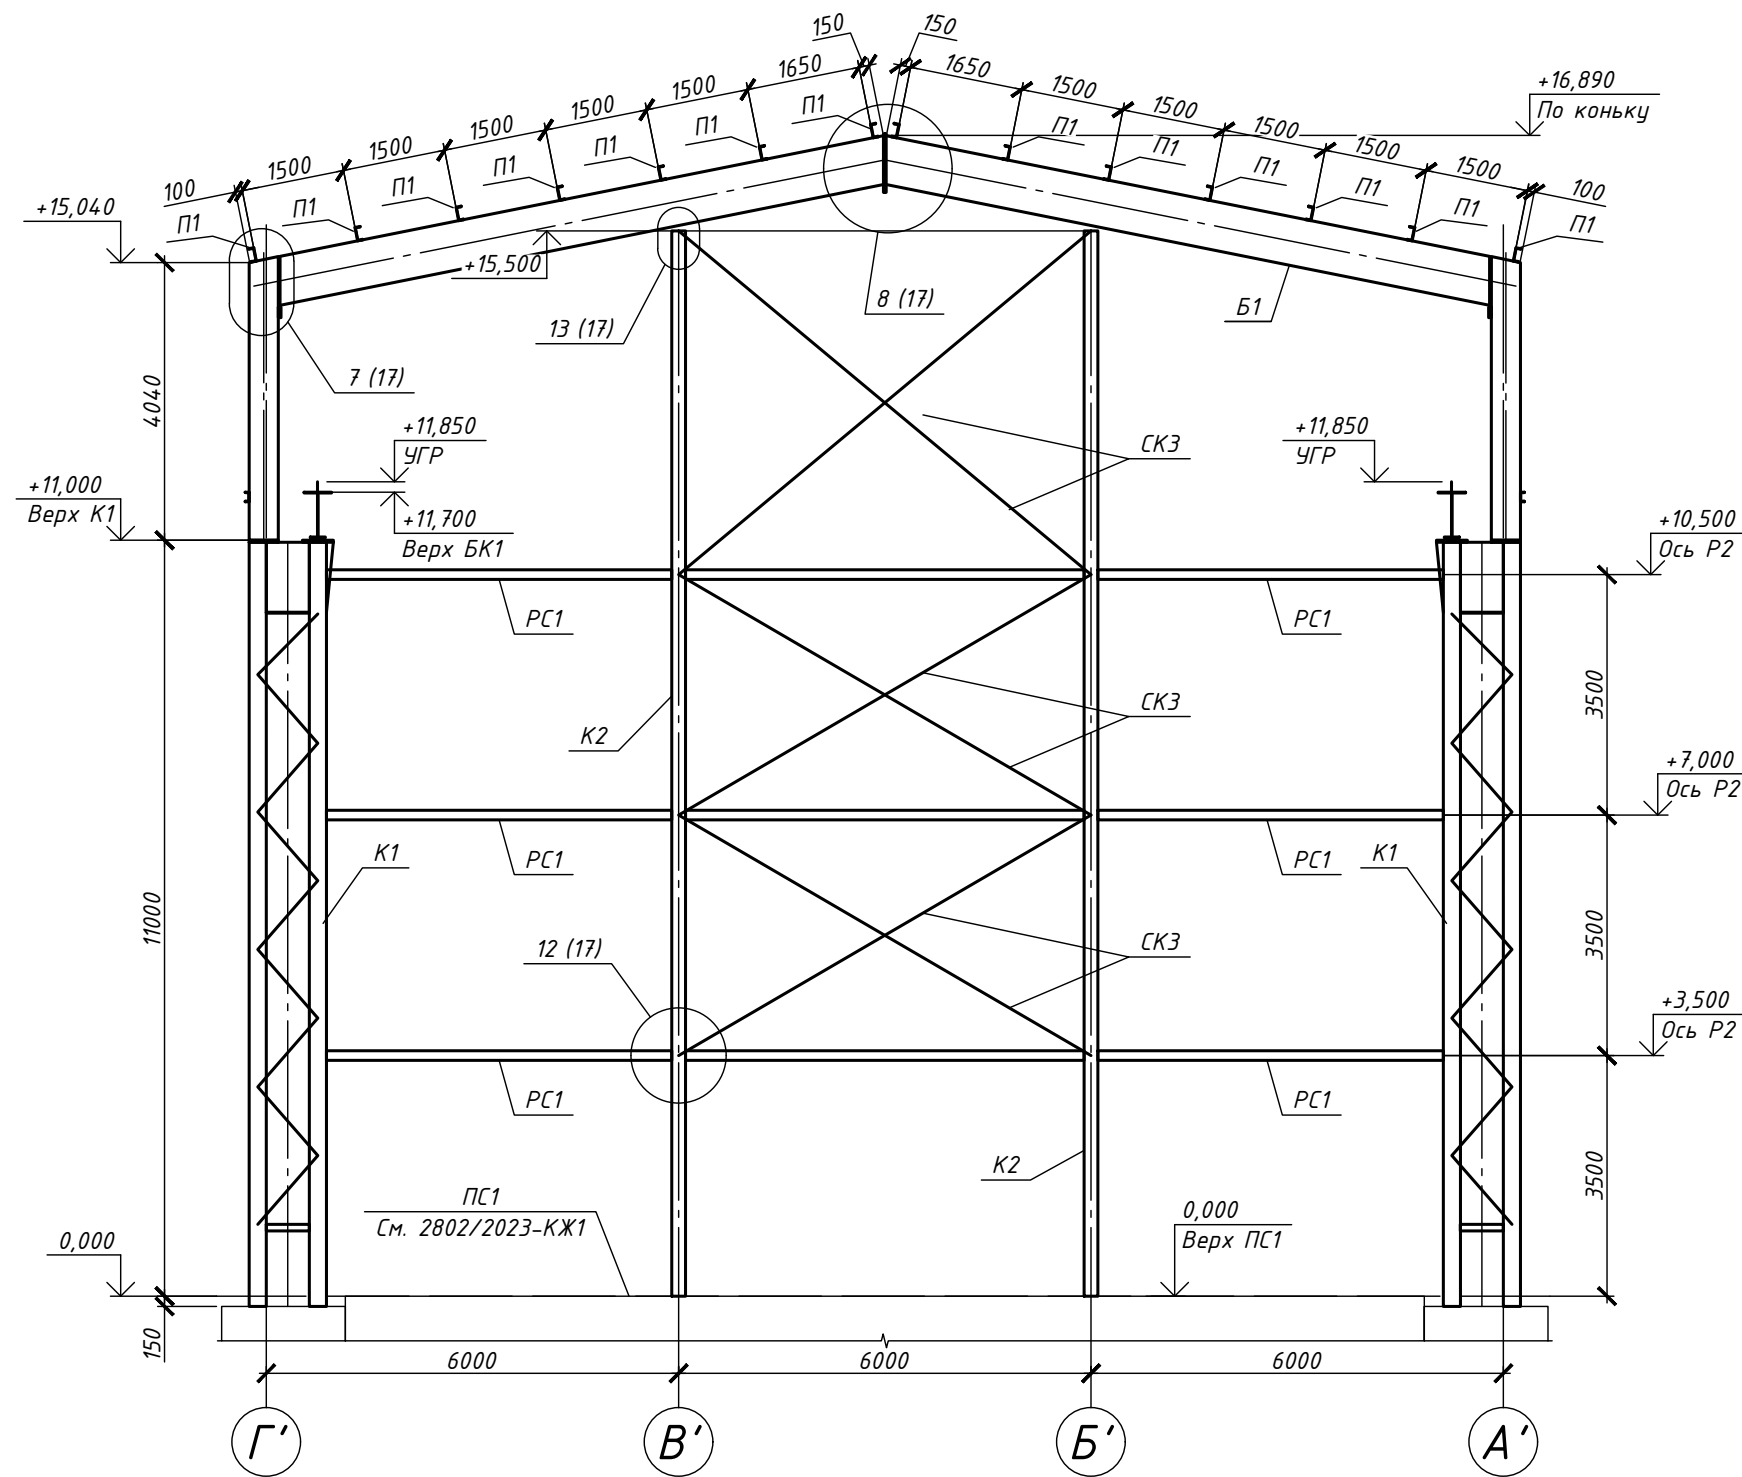 150
150
1650
1650
1500
1500
1500
1500
1500
1500
1500
1500
1500
1500
100
100
П1
П1
П1
П1
П1
П1
П1
П1
П1
П1
П1
П1
П1
+16,890
По коньку
+15,040
+15,500
8 (17)
Б1
13 (17)
7 (17)
4040
+11,850
УГР
+11,850
УГР
СК3
+11,000
Верх К1
+11,700
Верх БК1
+10,500
Ось Р2
РС1
РС1
3500
СК3
К2
+7,000
Ось Р2
РС1
РС1
К1
К1
11000
3500
12 (17)
СК3
+3,500
Ось Р2
РС1
РС1
К2
3500
ПС1
См. 2802/2023-КЖ1
0,000
Верх ПС1
0,000
150
6000
6000
6000
Г'
В'
Б'
А'